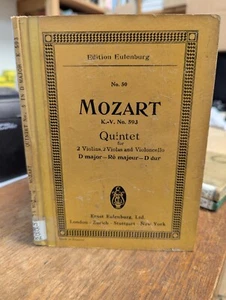 Edition Eulenburg
No. 50
MOZART
K.-V. No. 593
Quintet
for
2 Violins, 2 Violas and Violoncello
D major—Ré majeur—D dur
Ernst Eulenburg, Ltd.
London - Zurich - Stuttgart - New York